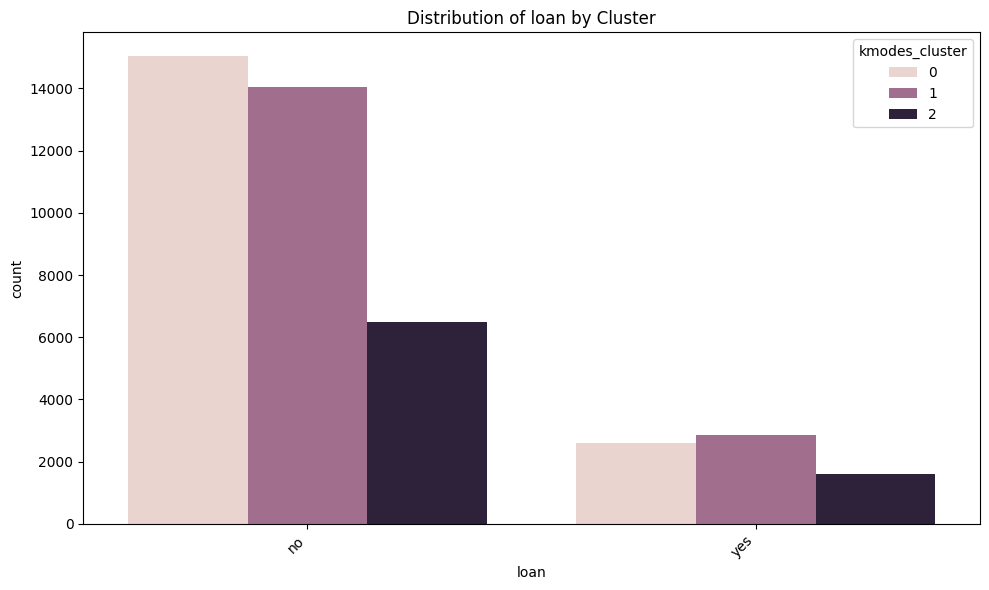 Distribution of loan by Cluster
kmodes_cluster
0
1
2
14000
12000
10000
8000
6000
4000
2000
0
count
no
yes
loan